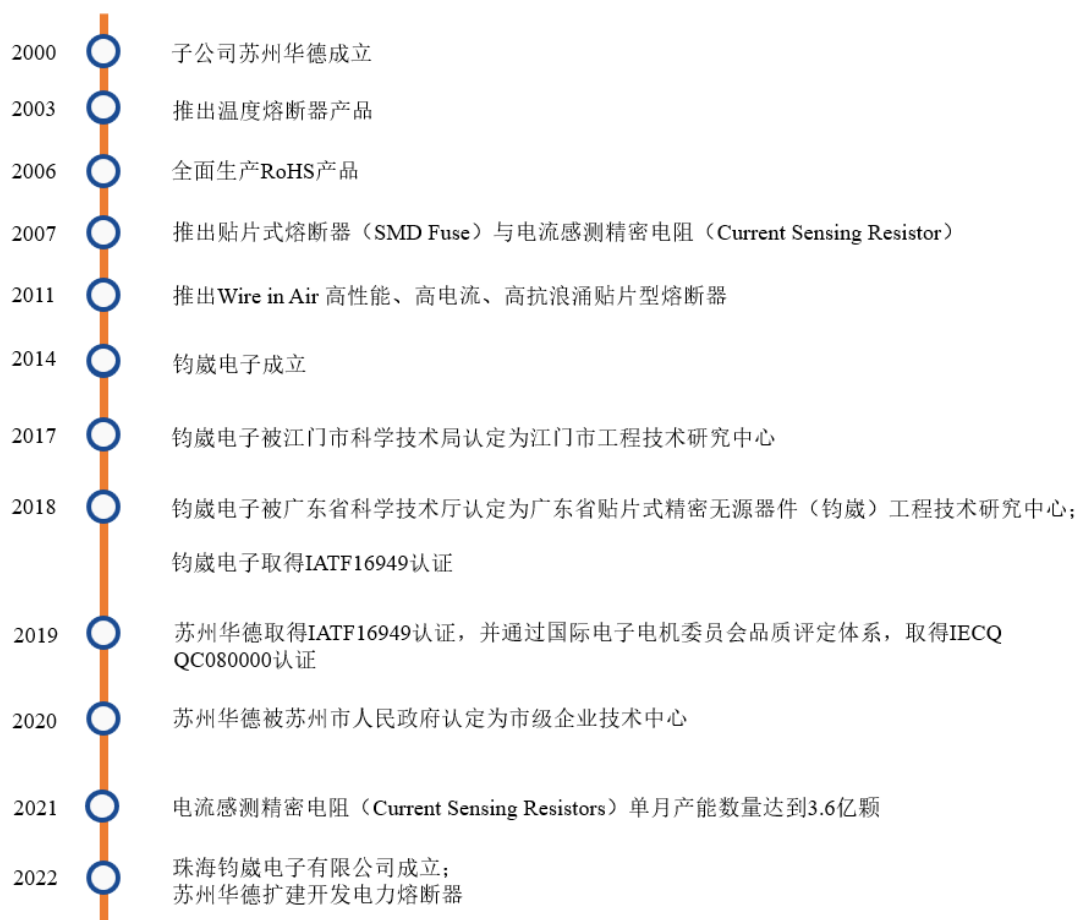 2000 子公司苏州华德成立
2003 推出温度熔断器产品
2006 全面生产RoHS产品
2007 推出贴片式熔断器（SMD Fuse）与电流感测精密电阻（Current Sensing Resistor）
2011 推出Wire in Air 高性能、高电流、高抗浪涌贴片型熔断器
2014 钧崴电子成立
2017 钧崴电子被江门市科学技术局认定为江门市工程技术研究中心
2018 钧崴电子被广东省科学技术厅认定为广东省贴片式精密无源器件（钧崴）工程技术研究中心；
钧崴电子取得IATF16949认证
2019 苏州华德取得IATF16949认证，并通过国际电子电机委员会品质评定体系，取得IECQ
QC080000认证
2020 苏州华德被苏州市人民政府认定为市级企业技术中心
2021 电流感测精密电阻（Current Sensing Resistors）单月产能数量达到3.6亿颗
2022 珠海钧崴电子有限公司成立；
苏州华德扩建开发电力熔断器